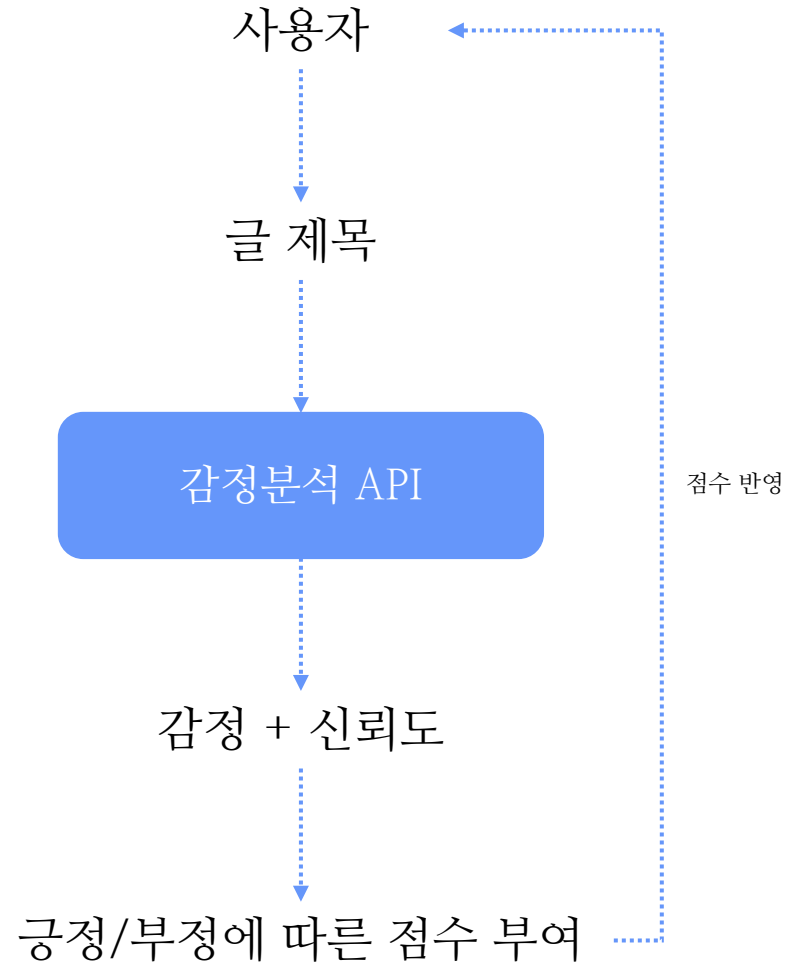 사용자
글 제목
감정분석 API
점수 반영
감정 + 신뢰도
긍정/부정에 따른 점수 부여